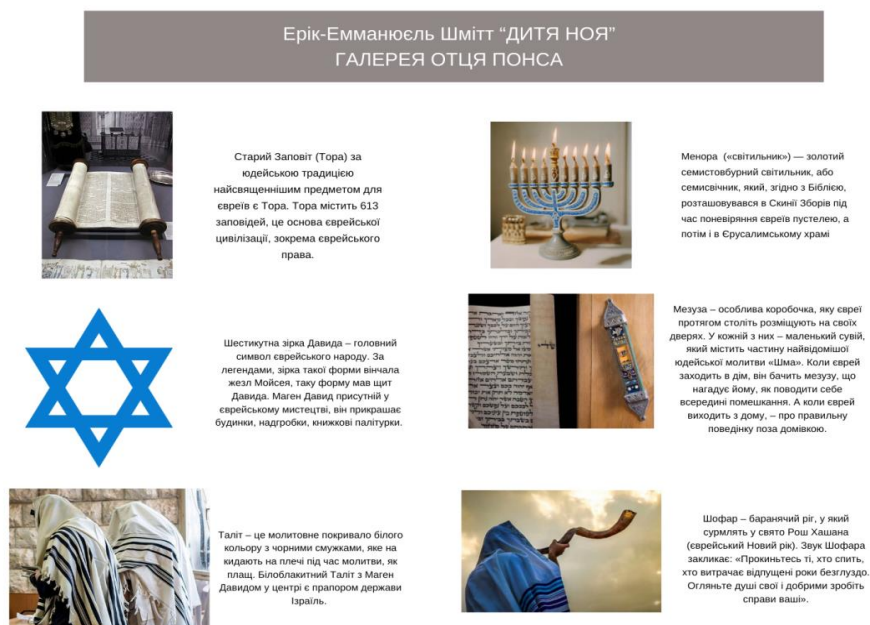 Ерік-Емманюєль Шмітт “ДИТЯ НОЯ”
ГАЛЕРЕЯ ОТЦЯ ПОНСА
Старий Заповіт (Тора) за
юдейською традицією
найсвященнішим предметом для
євреїв є Тора. Тора містить 613
заповідей, це основа єврейської
цивілізації, зокрема єврейського
права.
Менора («світильник») — золотий
семистовбурний світильник, або
семисвічник, який, згідно з Біблією,
розташовувався в Скинії Зборів під
час поневіряння євреїв пустелею, а
потім і в Єрусалимському храмі
Шестикутна зірка Давида – головний
символ єврейського народу. За
легендами, зірка такої форми вінчала
жезл Мойсея, таку форму мав щит
Давида. Маген Давид присутній у
єврейському мистецтві, він прикрашає
будинки, надгробки, книжкові палітурки.
Мезуза – особлива коробочка, яку євреї
протягом століть розміщують на своїх
дверях. У кожній з них – маленький сувій,
який містить частину найвідомішої
юдейської молитви «Шма». Коли єврей
заходить в дім, він бачить мезузу, що
нагадує йому, як поводити себе
всередині помешкання. А коли єврей
виходить з дому, – про правильну
поведінку поза домівкою.
Таліт – це молитовне покривало білого
кольору з чорними смужками, яке на
кидають на плечі під час молитви, як
плащ. Білоблакитний Таліт з Маген
Давидом у центрі є прапором держави
Ізраїль.
Шофар – баранячий ріг, у який
сурмлять у свято Рош Хашана
(єврейський Новий рік). Звук Шофара
закликає: «Прокиньтесь ті, хто спить,
хто витрачає відпущені роки безглуздо.
Огляньте душі свої і добрими зробіть
справи ваші».